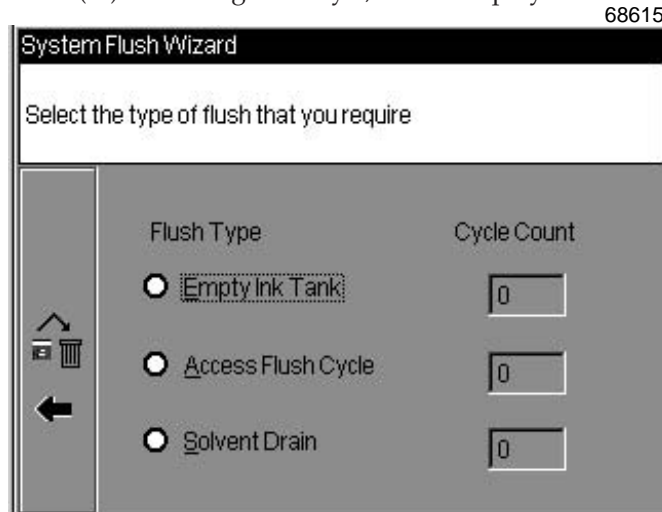 68615
System Flush Wizard
Select the type of flush that you require
Flush Type Cycle Count
Empty Ink Tank 0
Access Flush Cycle 0
Solvent Drain 0